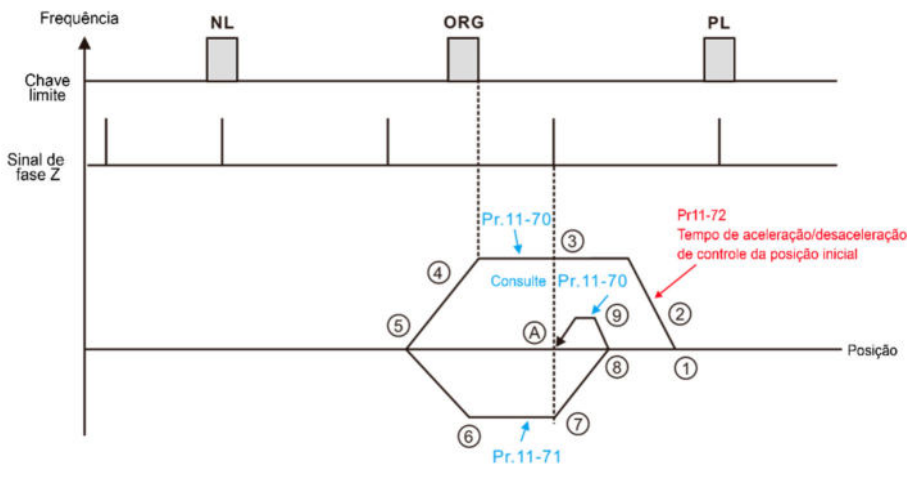 Frequência
NL
ORG
PL
Chave
limite
Sinal de
fase Z
Pr.11-70
③
Pr11-72
Tempo de aceleração/desaceleração
de controle da posição inicial
④
Consulte Pr.11-70
②
⑤
Ⓐ
⑨
Posição
⑧
①
⑥
⑦
Pr.11-71